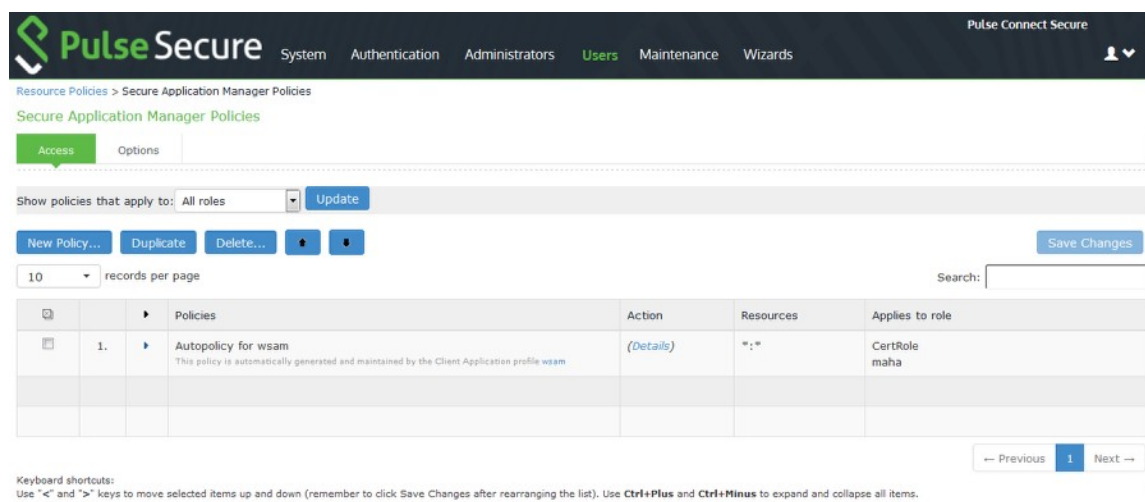 Pulse Connect Secure
Pulse Secure
System Authentication Administrators Users Maintenance Wizards
Resource Policies > Secure Application Manager Policies
Secure Application Manager Policies
Access Options
Show policies that apply to: All roles Update
New Policy... Duplicate Delete... Save Changes
10 records per page Search:
Policies Action Resources Applies to role
1. Autopolicy for wsam (Details) *:* CertRole
This policy is automatically generated and maintained by the Client Application profile wsam maha
← Previous 1 Next →
Keyboard shortcuts:
Use "<" and ">" keys to move selected items up and down (remember to click Save Changes after rearranging the list). Use Ctrl+Plus and Ctrl+Minus to expand and collapse all items.